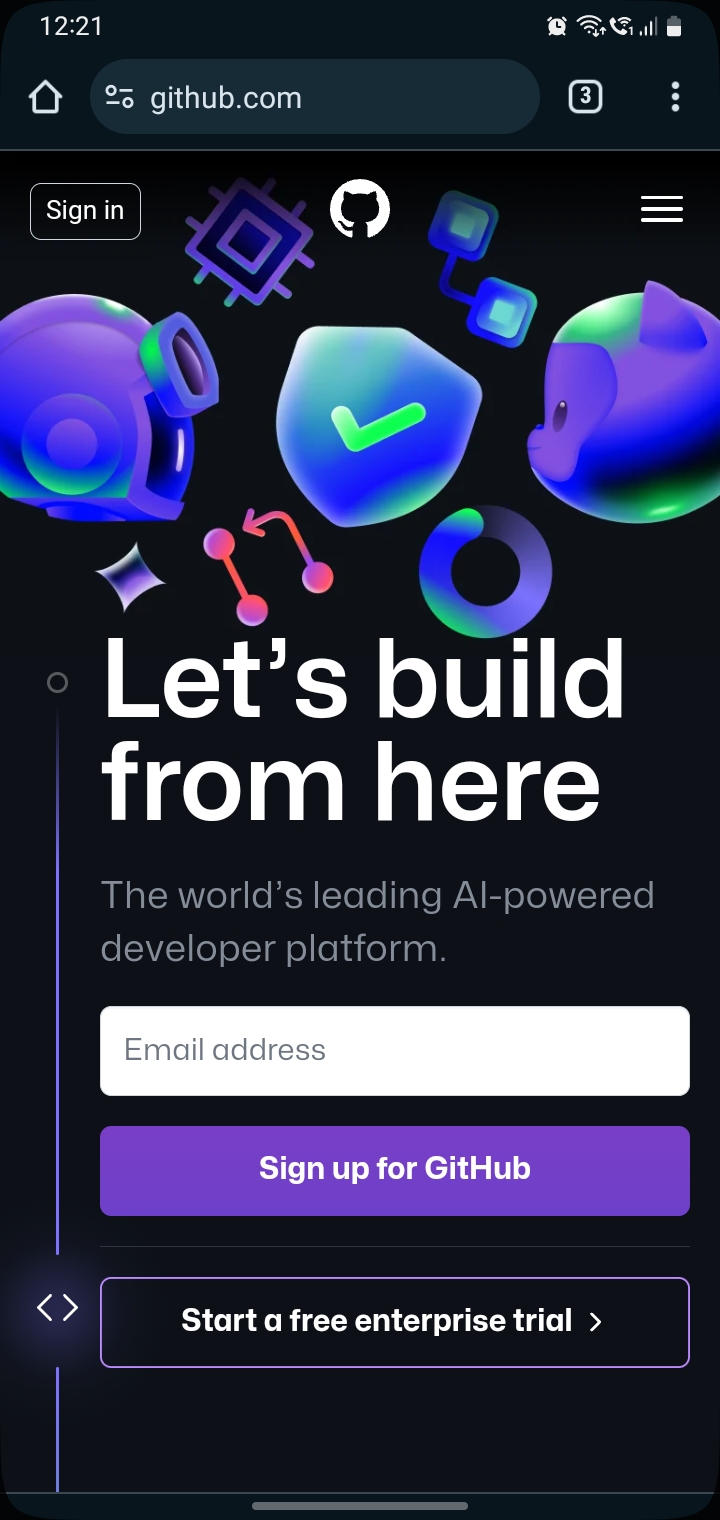 12:21
github.com
3
Sign in
Let’s build
from here
The world’s leading AI-powered
developer platform.
Email address
Sign up for GitHub
Start a free enterprise trial